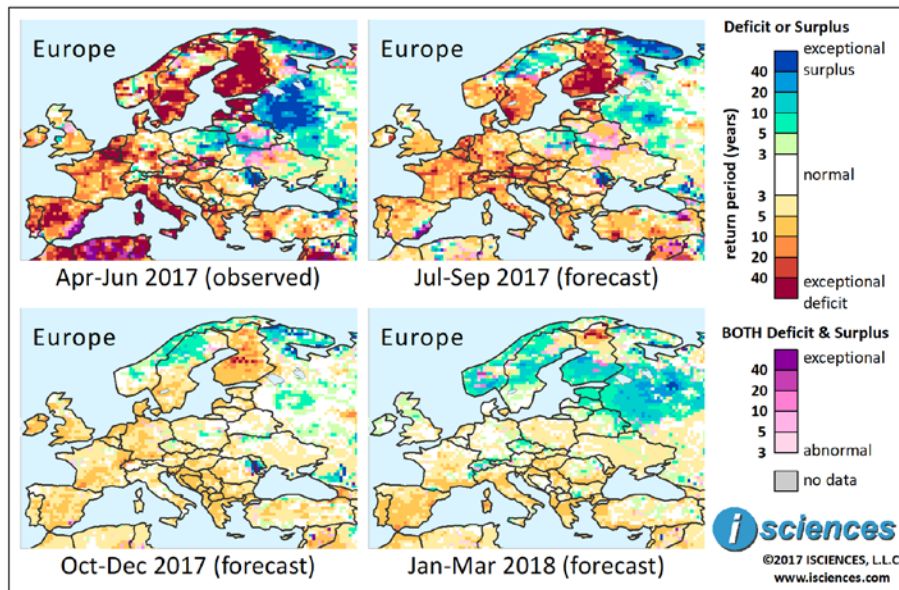 Europe
Apr-Jun 2017 (observed)
Europe
Jul-Sep 2017 (forecast)
Europe
Oct-Dec 2017 (forecast)
Europe
Jan-Mar 2018 (forecast)
Deficit or Surplus
exceptional
surplus
40
20
10
5
3
normal
3
5
10
20
40
exceptional
deficit
return period (years)
BOTH Deficit & Surplus
exceptional
40
20
10
5
3
abnormal
no data
i sciences
©2017 ISCIENCES, L.L.C
www.isciences.com